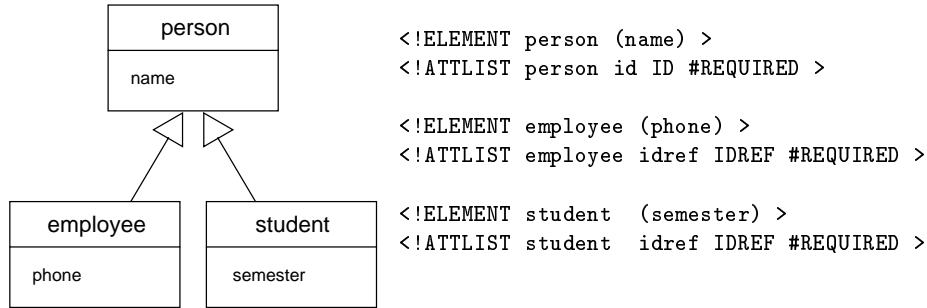 person
name
employee
phone
student
semester
<!ELEMENT person (name) >
<!ATTLIST person id ID #REQUIRED >
<!ELEMENT employee (phone) >
<!ATTLIST employee idref IDREF #REQUIRED >
<!ELEMENT student  (semester) >
<!ATTLIST student  idref IDREF #REQUIRED >